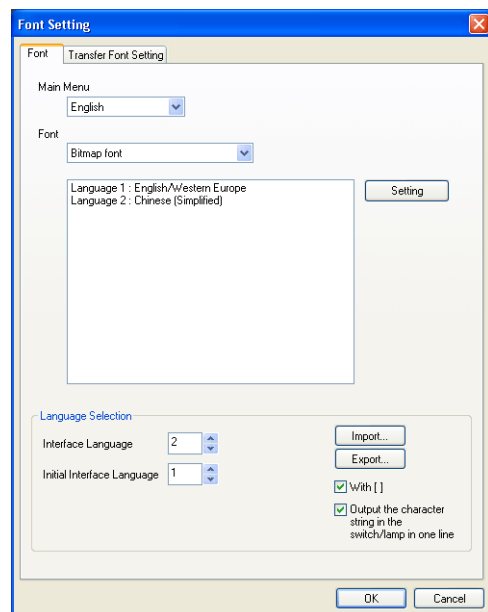 Font Setting
Font
Transfer Font Setting
Main Menu
English
Font
Bitmap font
Language 1 : English/Western Europe
Language 2 : Chinese (Simplified)
Setting
Language Selection
Interface Language
2
Import...
Export...
Initial Interface Language
1
With [ ]
Output the character
string in the
switch/lamp in one line
OK
Cancel